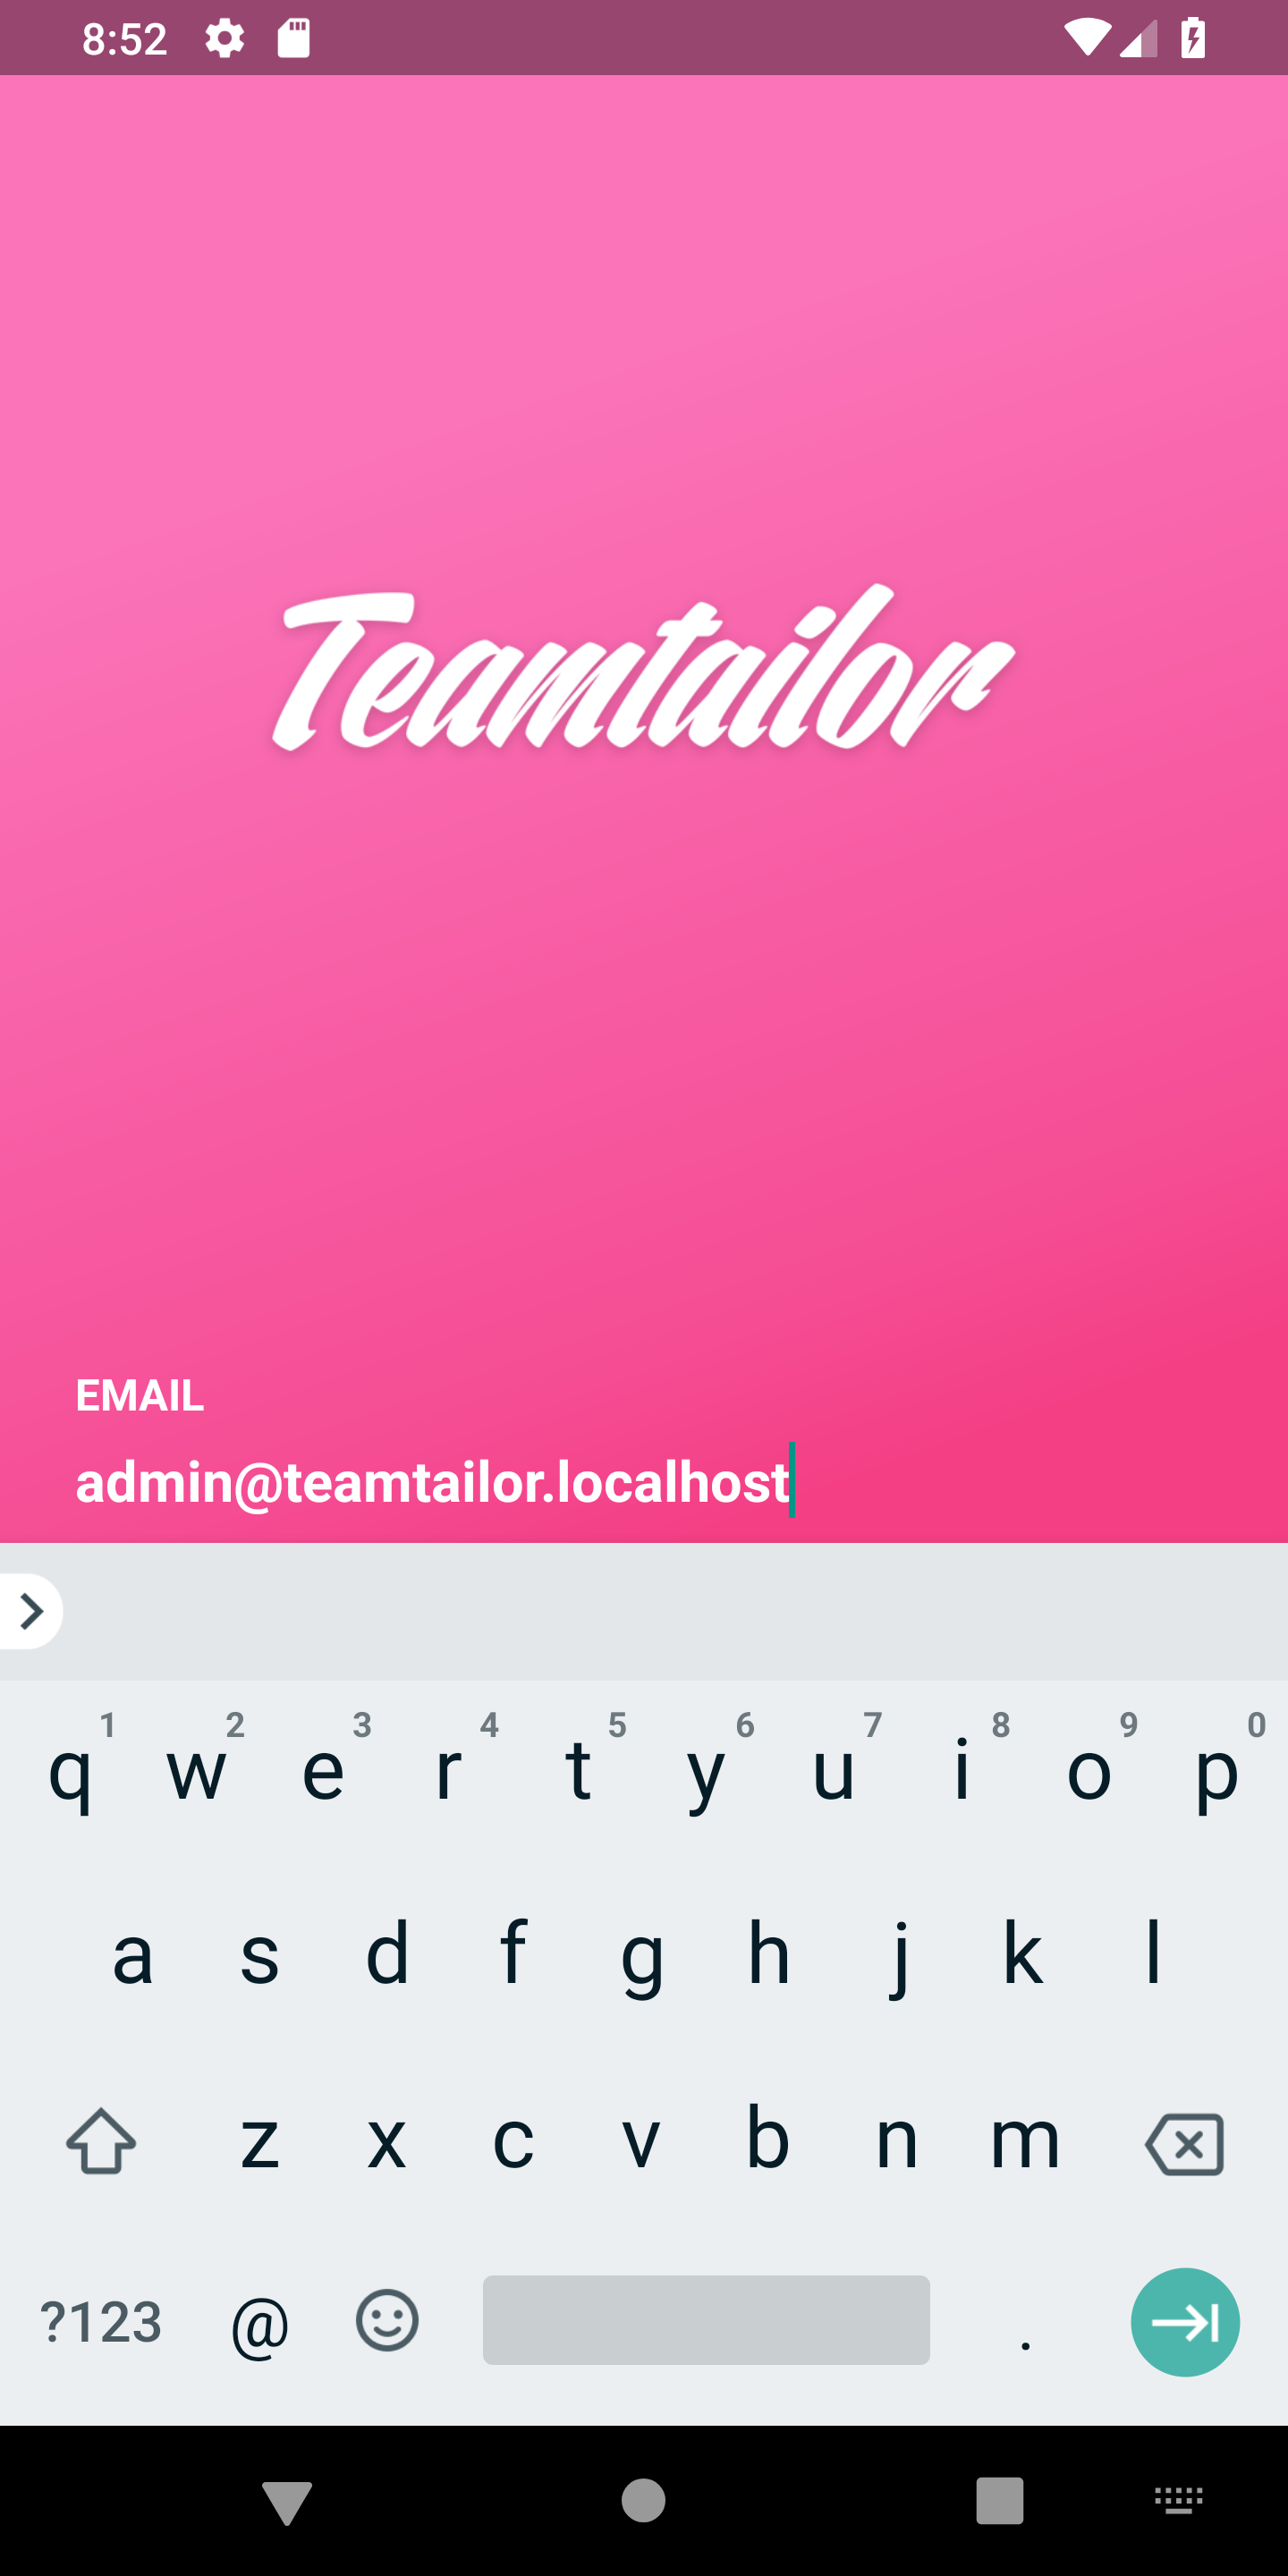 8:52
Teamtailor
EMAIL
admin@teamtailor.localhost
1 2 3 4 5 6 7 8 9 0
q w e r t y u i o p
a s d f g h j k l
z x c v b n m
?123 @ .